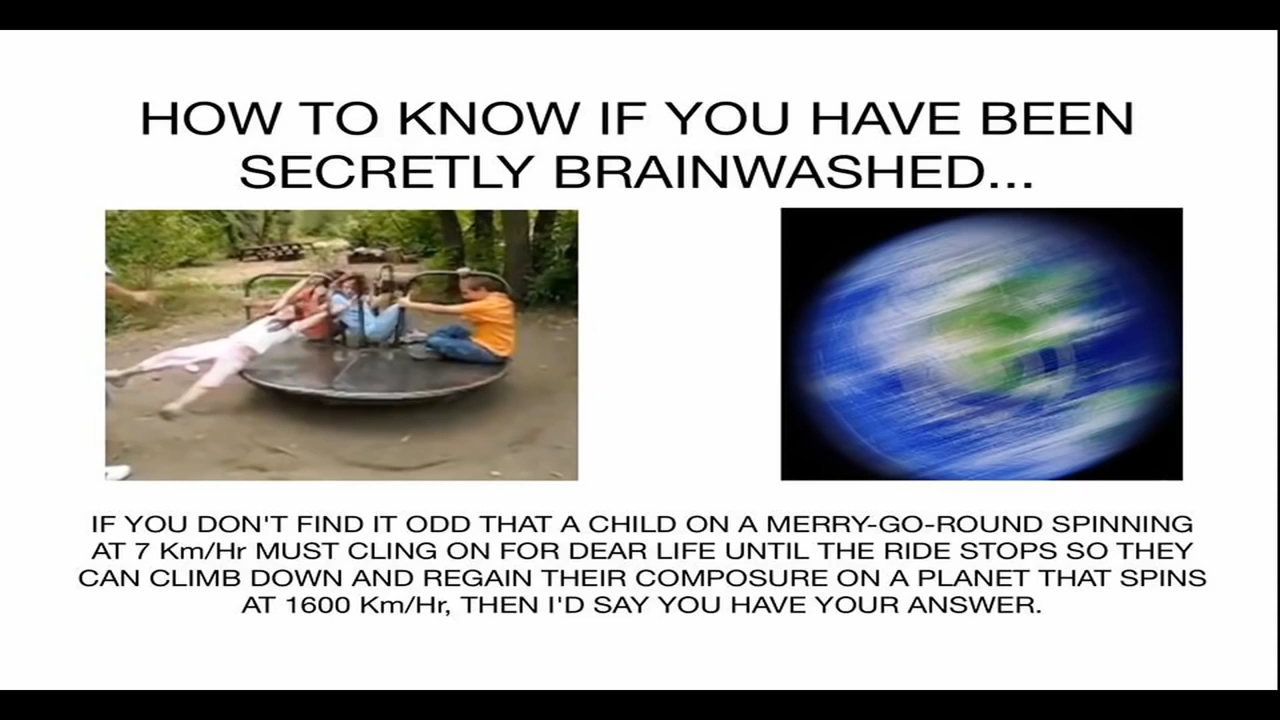 HOW TO KNOW IF YOU HAVE BEEN
SECRETLY BRAINWASHED...
IF YOU DON'T FIND IT ODD THAT A CHILD ON A MERRY-GO-ROUND SPINNING
AT 7 Km/Hr MUST CLING ON FOR DEAR LIFE UNTIL THE RIDE STOPS SO THEY
CAN CLIMB DOWN AND REGAIN THEIR COMPOSURE ON A PLANET THAT SPINS
AT 1600 Km/Hr, THEN I'D SAY YOU HAVE YOUR ANSWER.